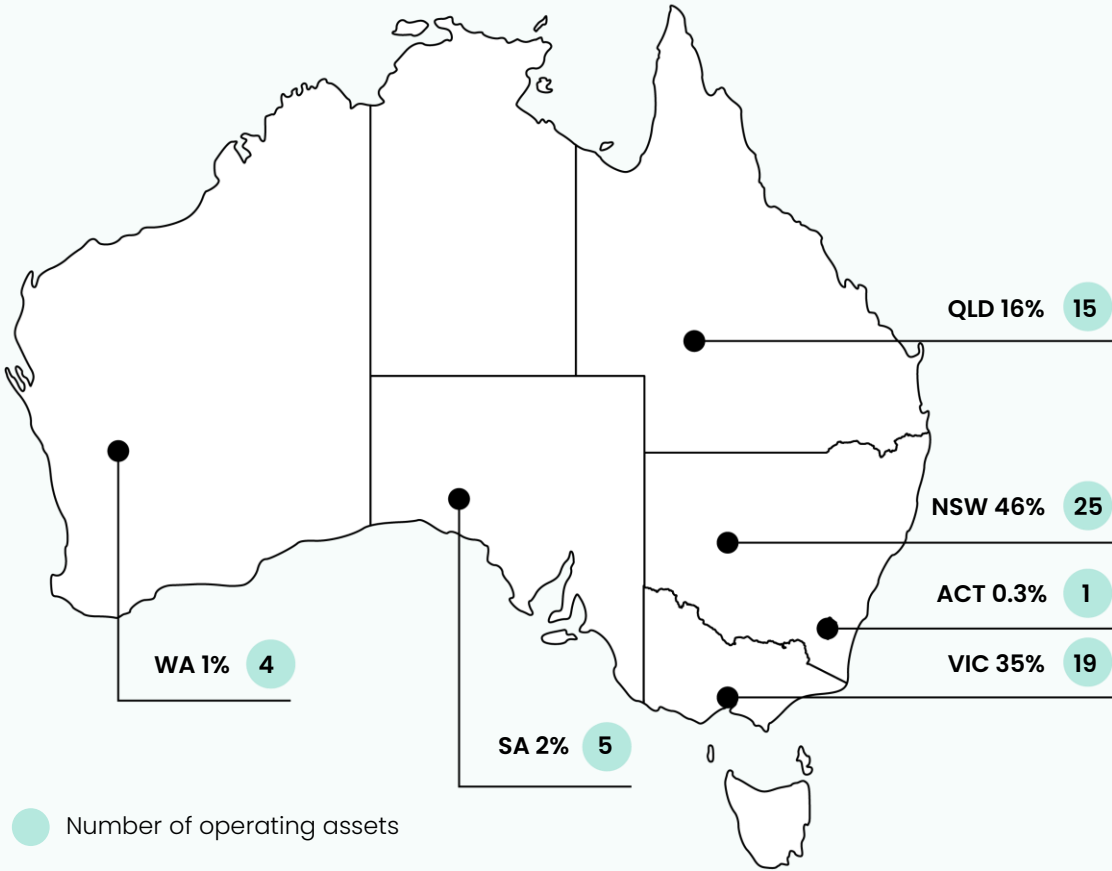 QLD 16% 15
NSW 46% 25
ACT 0.3% 1
VIC 35% 19
WA 1% 4
SA 2% 5
Number of operating assets